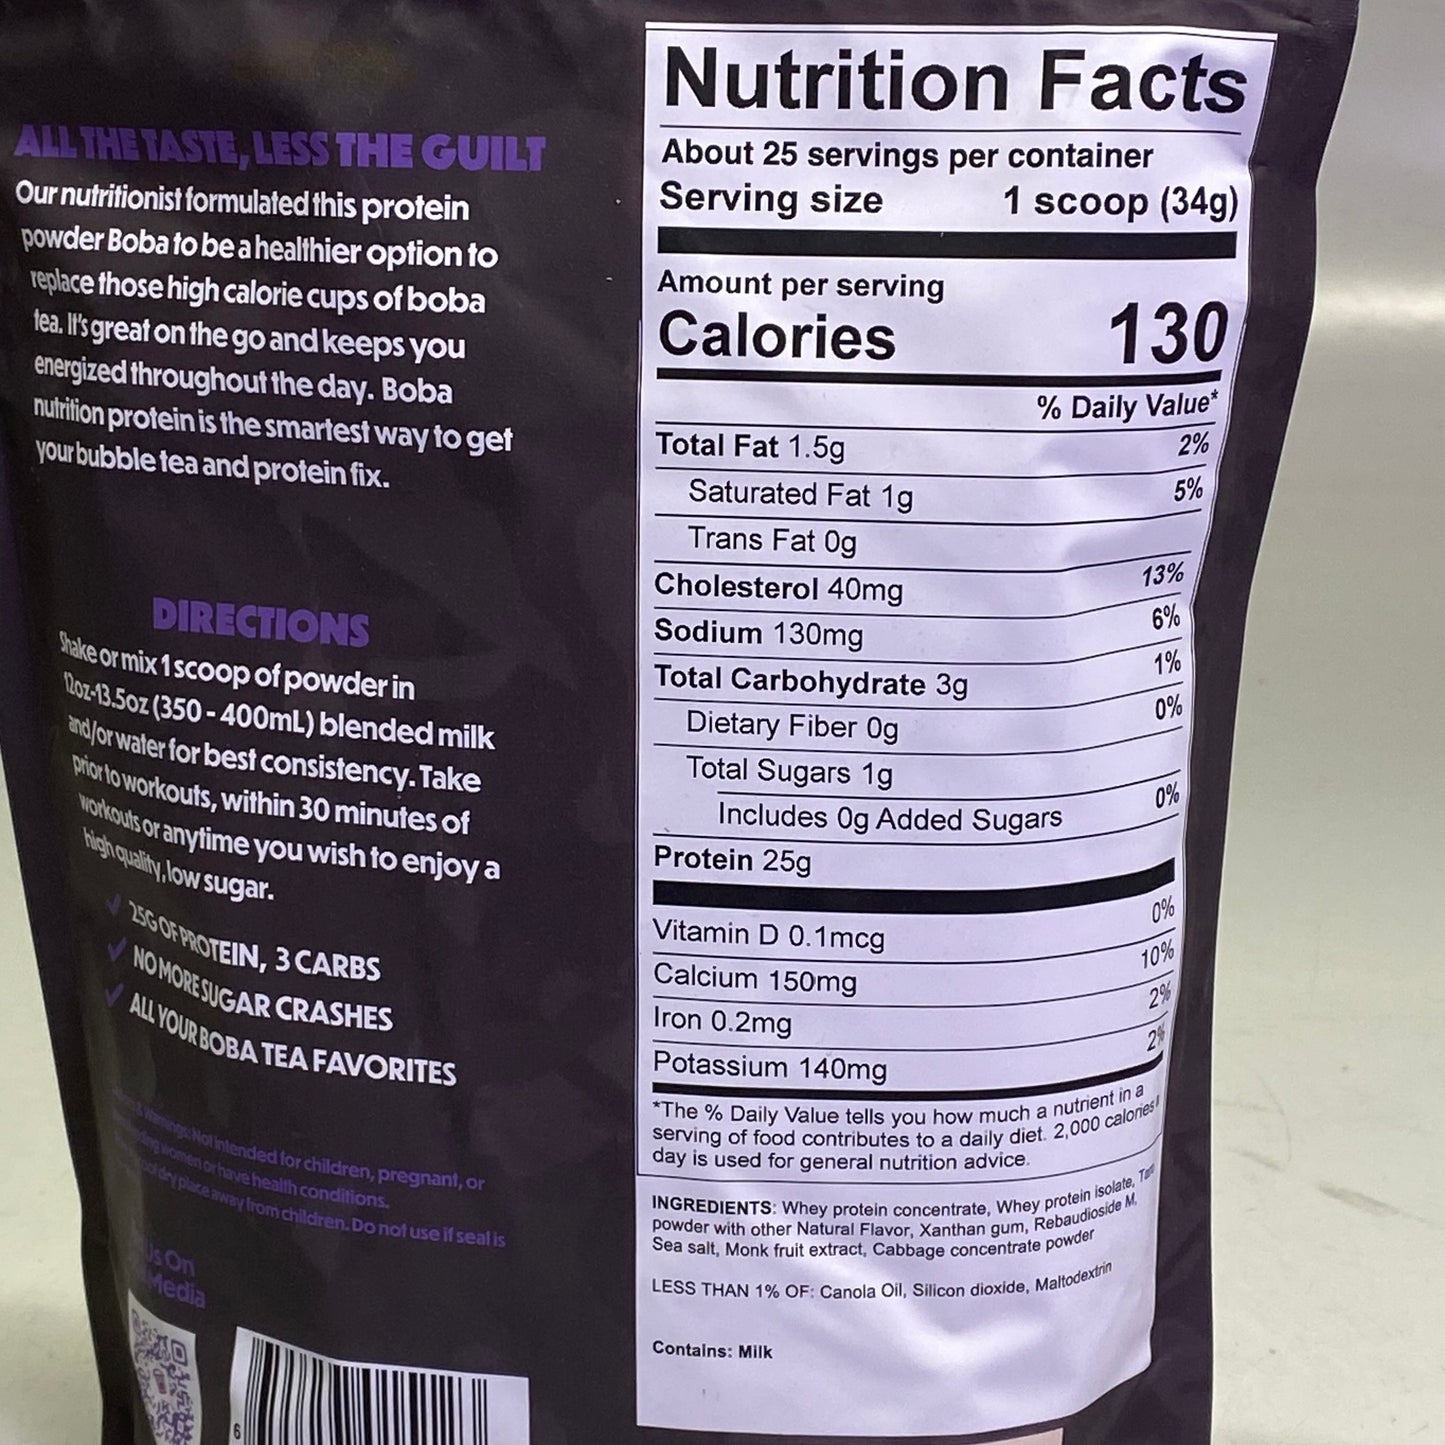 ALL THE TASTE, LESS THE GUILT
Our nutritionist formulated this protein
powder Boba to be a healthier option to
replace those high calorie cups of boba
tea. It's great on the go and keeps you
energized throughout the day. Boba
nutrition protein is the smartest way to get
your bubble tea and protein fix.
DIRECTIONS
Shake or mix 1 scoop of powder in
12oz-13.5oz (350 - 400mL) blended milk
and/or water for best consistency. Take
prior to workouts, within 30 minutes of
workouts or anytime you wish to enjoy a
high quality, low sugar.
25G OF PROTEIN, 3 CARBS
NO MORE SUGAR CRASHES
ALL YOUR BOBA TEA FAVORITES
& Warnings: Not intended for children, pregnant, or
women or have health conditions.
dry place away from children. Do not use if seal is
Us On
Media
6
Nutrition Facts
About 25 servings per container
Serving size 1 scoop (34g)
Amount per serving
Calories 130
% Daily Value*
Total Fat 1.5g 2%
Saturated Fat 1g 5%
Trans Fat 0g
Cholesterol 40mg 13%
Sodium 130mg 6%
Total Carbohydrate 3g 1%
Dietary Fiber 0g 0%
Total Sugars 1g
Includes 0g Added Sugars 0%
Protein 25g
Vitamin D 0.1mcg 0%
Calcium 150mg 10%
Iron 0.2mg 2%
Potassium 140mg 2%
*The % Daily Value tells you how much a nutrient in a
serving of food contributes to a daily diet. 2,000 calories a
day is used for general nutrition advice.
INGREDIENTS: Whey protein concentrate, Whey protein isolate,
powder with other Natural Flavor, Xanthan gum, Rebaudioside M,
Sea salt, Monk fruit extract, Cabbage concentrate powder
LESS THAN 1% OF: Canola Oil, Silicon dioxide, Maltodextrin
Contains: Milk